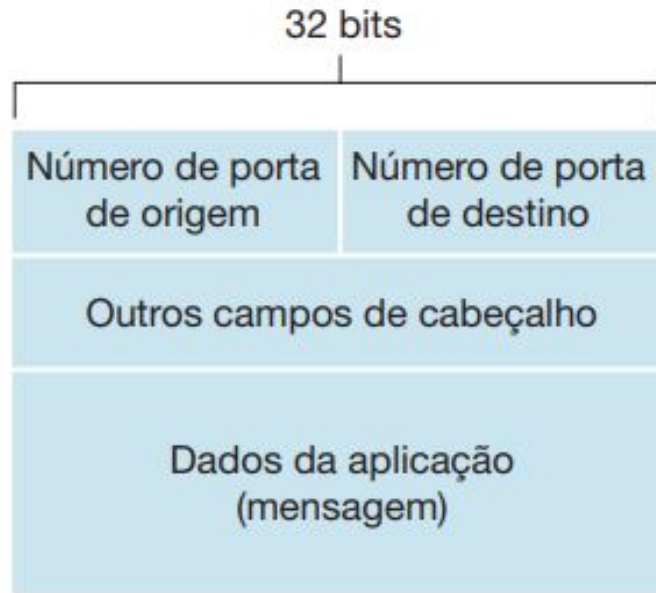 32 bits
Número de porta
de origem
Número de porta
de destino
Outros campos de cabeçalho
Dados da aplicação
(mensagem)